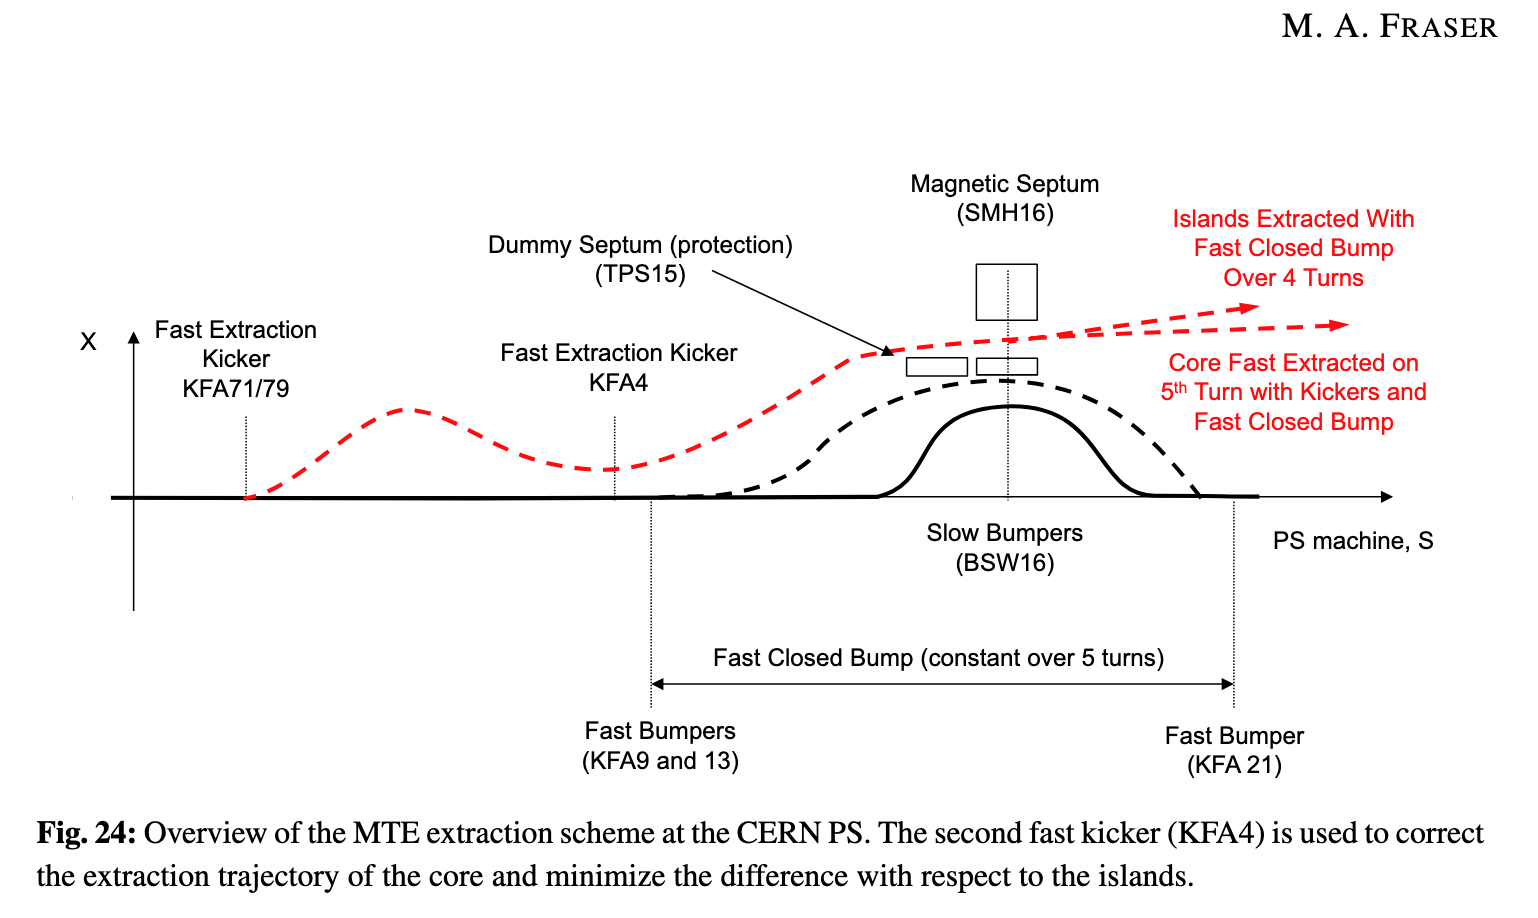 M. A. FRASER
Magnetic Septum
(SMH16)
Islands Extracted With
Fast Closed Bump
Over 4 Turns
Dummy Septum (protection)
(TPS15)
X
Fast Extraction
Kicker
KFA71/79
Fast Extraction Kicker
KFA4
Core Fast Extracted on
5th Turn with Kickers and
Fast Closed Bump
Slow Bumpers
(BSW16)
PS machine, S
Fast Closed Bump (constant over 5 turns)
Fast Bumpers
(KFA9 and 13)
Fast Bumper
(KFA 21)
Fig. 24: Overview of the MTE extraction scheme at the CERN PS. The second fast kicker (KFA4) is used to correct
the extraction trajectory of the core and minimize the difference with respect to the islands.